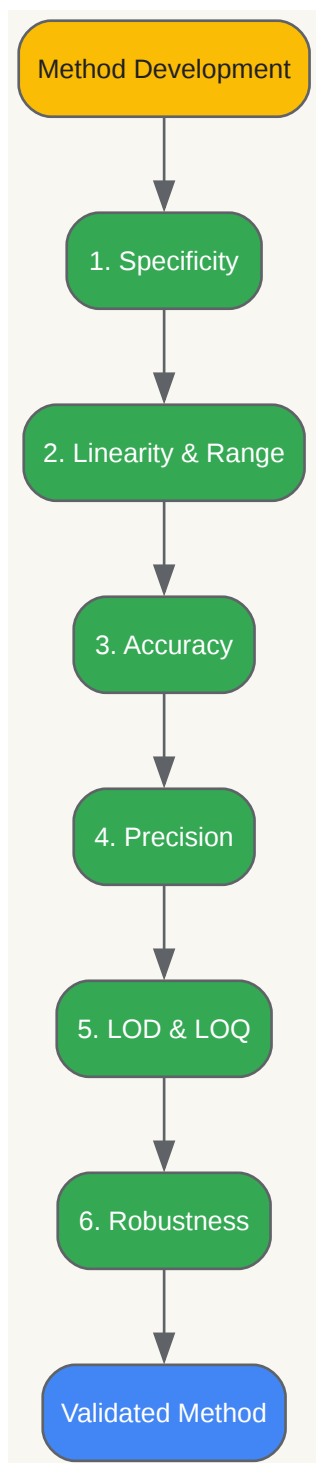 Method Development
1. Specificity
2. Linearity & Range
3. Accuracy
4. Precision
5. LOD & LOQ
6. Robustness
Validated Method